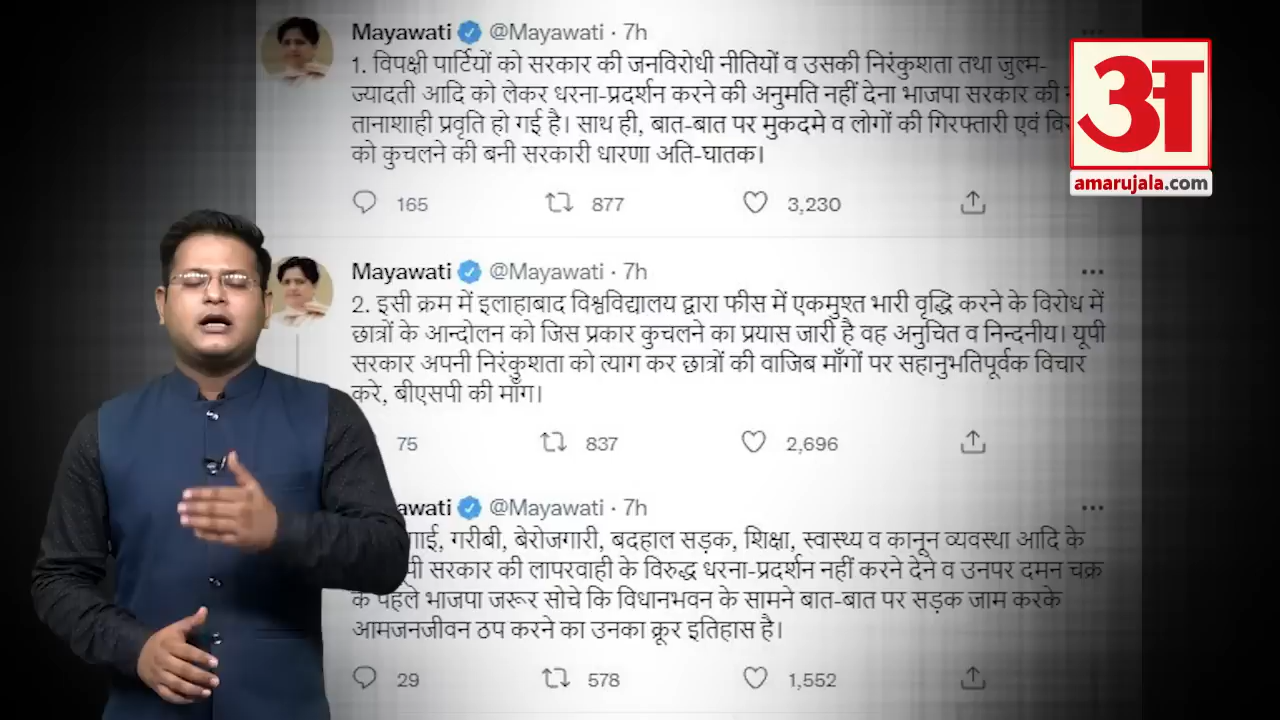 Mayawati @Mayawati · 7h
1. विपक्षी पार्टियों को सरकार की जनविरोधी नीतियों व उसकी निरंकुशता तथा जुल्म-
ज्यादती आदि को लेकर धरना-प्रदर्शन करने की अनुमति नहीं देना भाजपा सरकार की
तानाशाही प्रवृति हो गई है। साथ ही, बात-बात पर मुकदमे व लोगों की गिरफ्तारी एवं
को कुचलने की बनी सरकारी धारणा अति-घातक।
165 877 3,230
अ
amarujala.com
Mayawati @Mayawati · 7h
2. इसी क्रम में इलाहाबाद विश्वविद्यालय द्वारा फीस में एकमुश्त भारी वृद्धि करने के विरोध में
छात्रों के आन्दोलन को जिस प्रकार कुचलने का प्रयास जारी है वह अनुचित व निन्दनीय। यूपी
सरकार अपनी निरंकुशता को त्याग कर छात्रों की वाजिब माँगों पर सहानुभतिपूर्वक विचार
करे, बीएसपी की माँग।
75 837 2,696
awati @Mayawati · 7h
गरीबी, बेरोजगारी, बदहाल सड़क, शिक्षा, स्वास्थ्य व कानून व्यवस्था आदि के
सरकार की लापरवाही के विरुद्ध धरना-प्रदर्शन नहीं करने देने व उनपर दमन चक्र
के पहले भाजपा जरूर सोचे कि विधानभवन के सामने बात-बात पर सड़क जाम करके
आमजनजीवन ठप करने का उनका क्रूर इतिहास है।
29 578 1,552